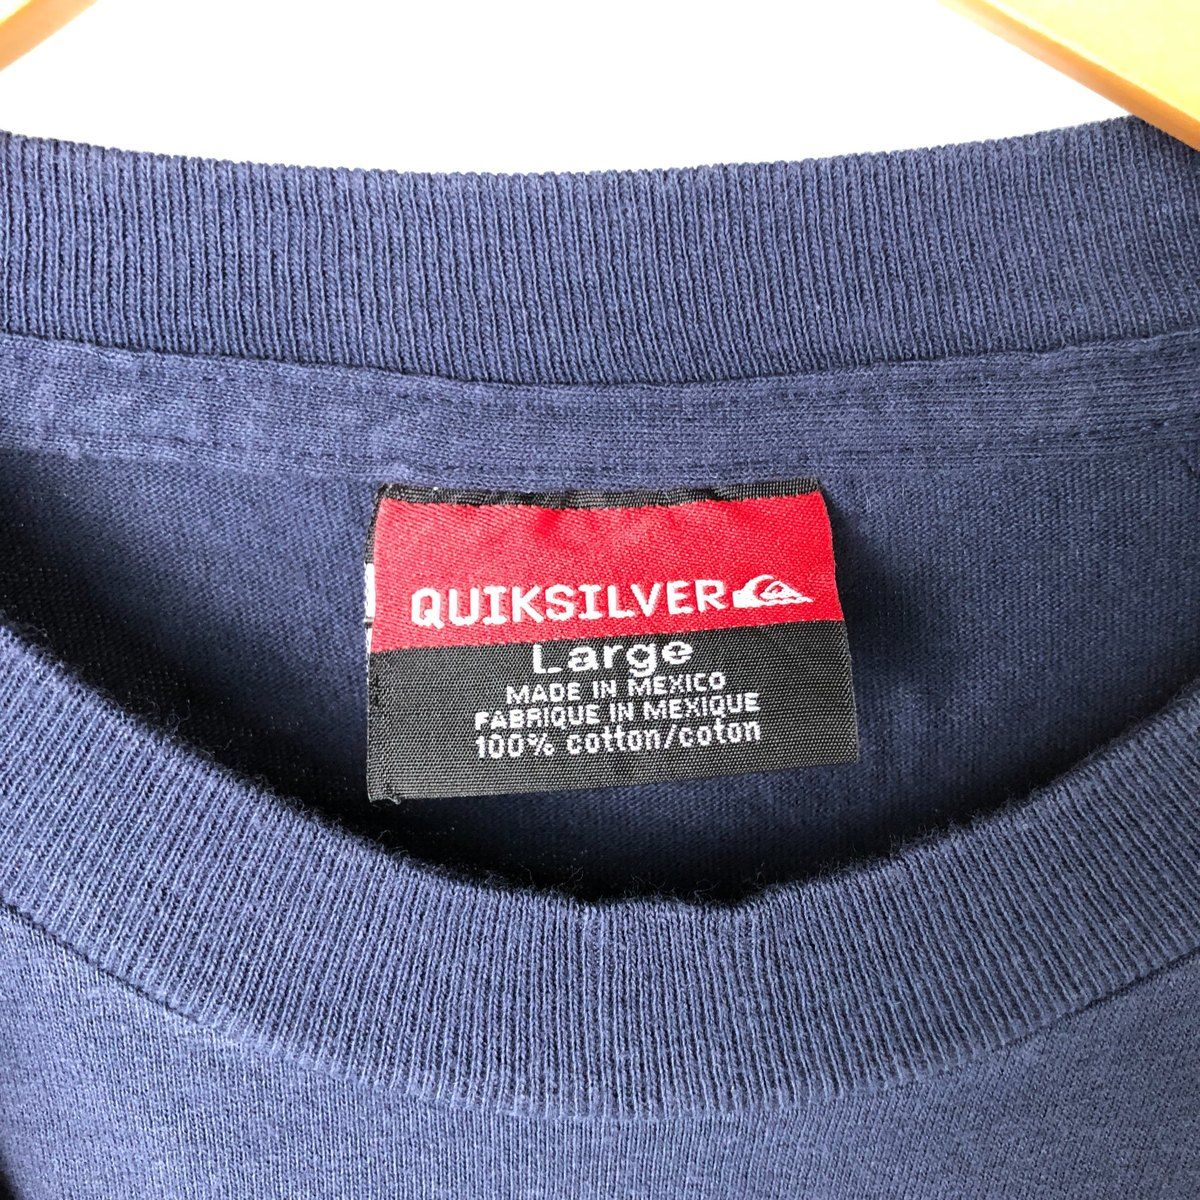 QUIKSILVER
Large
MADE IN MEXICO
FABRIQUE IN MEXIQUE
100% cotton/coton